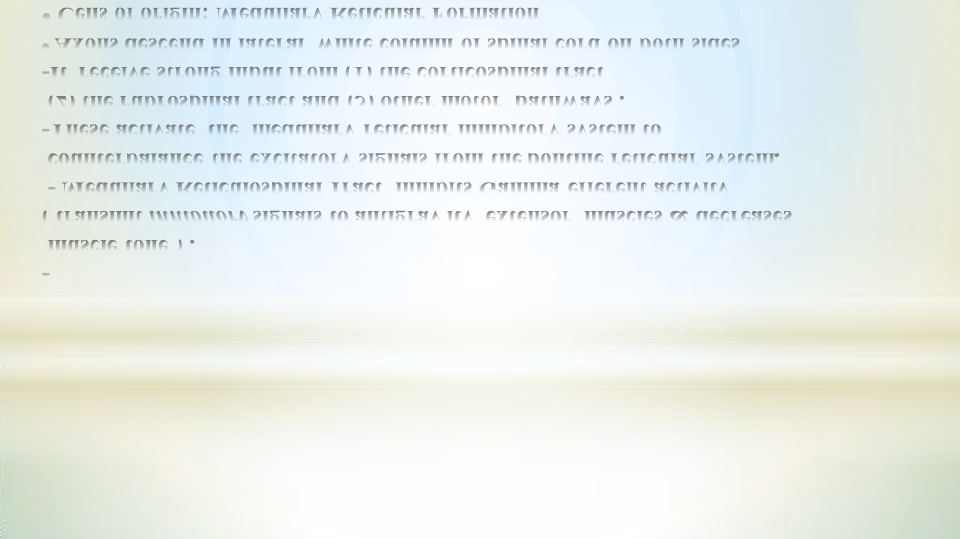 • Cells of origin: Medullary Reticular Formation
• Axons descend in lateral white column of spinal cord on both sides
-It receive strong input from (1) the corticospinal tract
(2) the rubrospinal tract and (3) other motor pathways .
-These activate the medullary reticular inhibitory system to
counterbalance the excitatory signals from the pontine reticular system.
- Medullary Reticulospinal Tract inhibits Gamma efferent activity
( transmit inhibitory signals to antigrav ity extensor muscles & decreases
muscle tone ) .
-